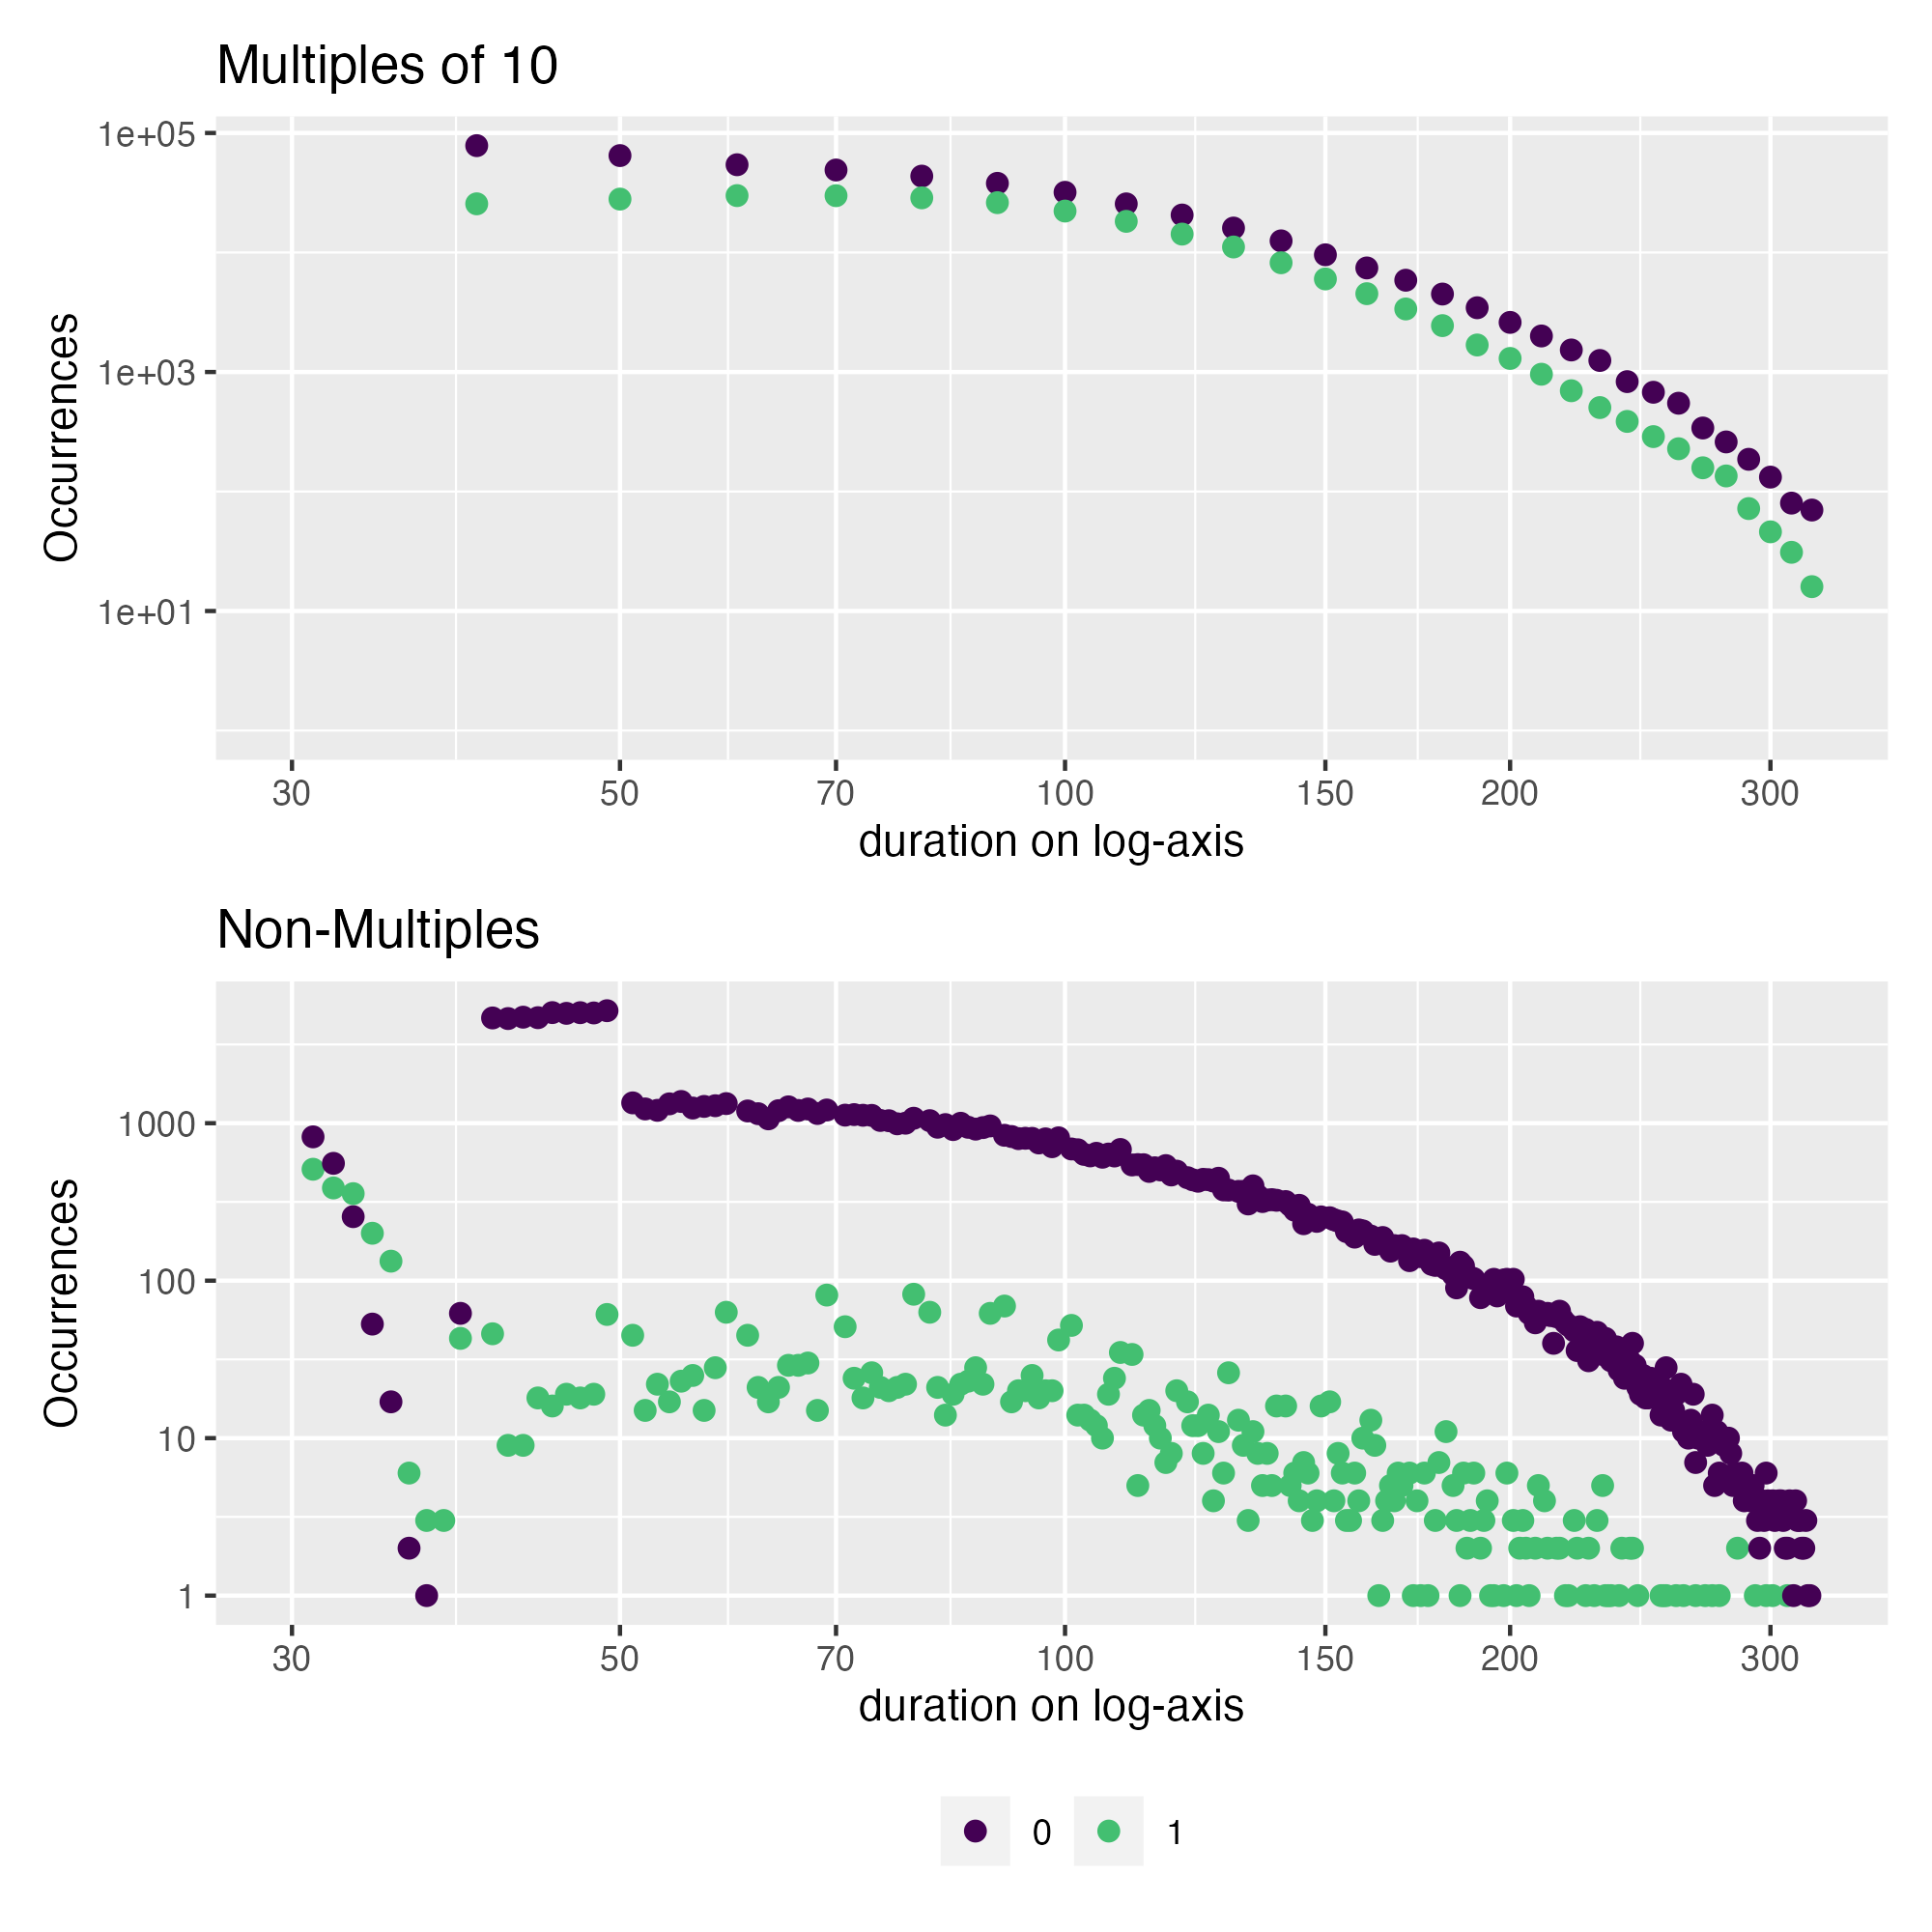 Multiples of 10
Occurrences
1e+05
1e+03
1e+01
30 50 70 100 150 200 300
duration on log-axis
Non-Multiples
Occurrences
1000
100
10
1
30 50 70 100 150 200 300
duration on log-axis
0 1